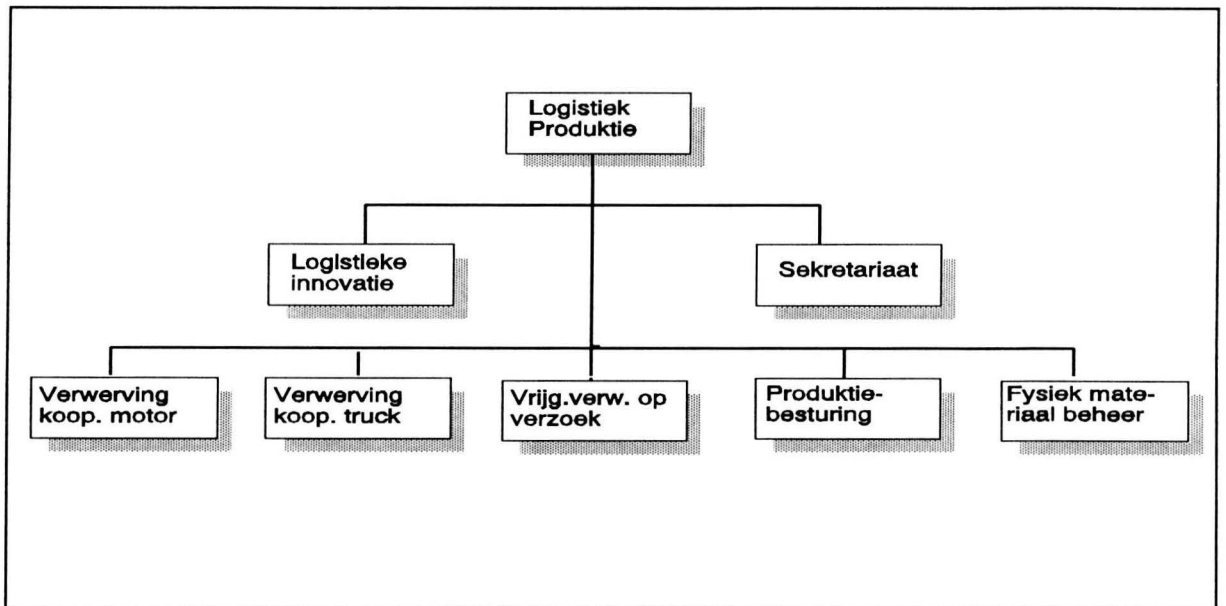 Logistiek
Produktie
Logistieke
innovatie
Sekretariaat
Verwerving
koop. motor
Verwerving
koop. truck
Vrijg.verw. op
verzoek
Produktie-
besturing
Fysiek mate-
riaal beheer